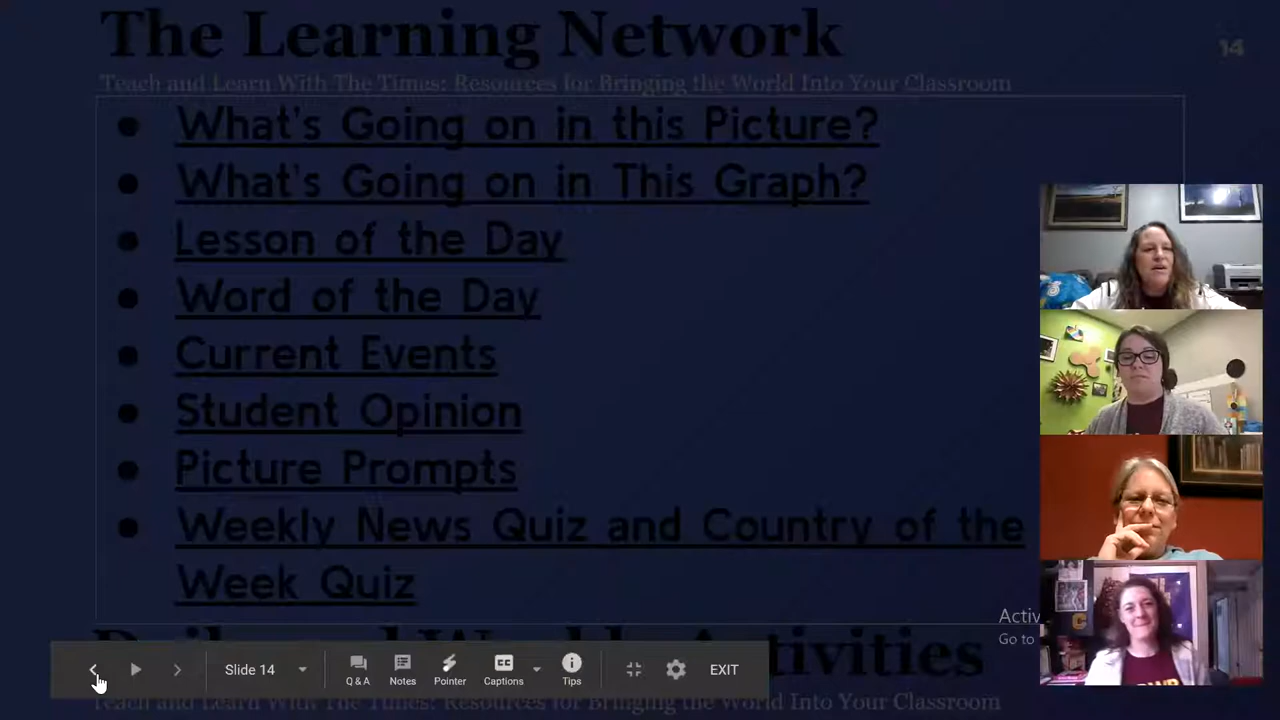 The Learning Network
14
Teach and Learn With The Times: Resources for Bringing the World Into Your Classroom
What's Going on in this Picture?
What's Going on in This Graph?
Lesson of the Day
Word of the Day
Current Events
Student Opinion
Picture Prompts
Weekly News Quiz and Country of the
Week Quiz
Activ
Go to
Daily and Weekly Activities
Slide 14
Q & A
Notes
Pointer
Captions
Tips
EXIT
Teach and Learn With The Times: Resources for Bringing the World Into Your Classroom